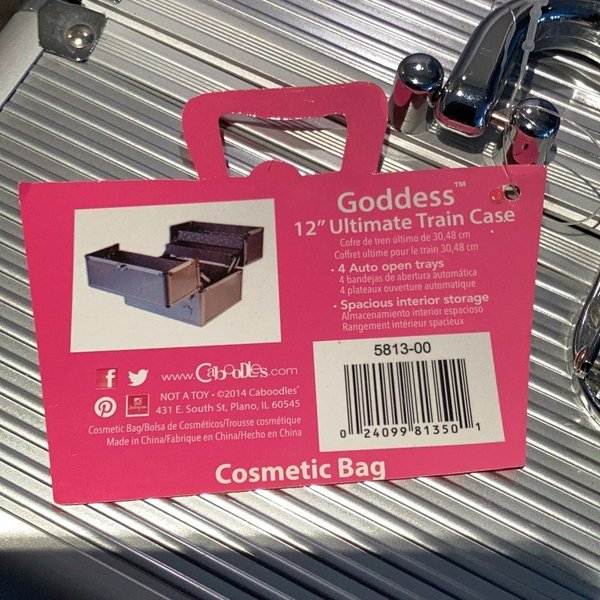 Goddess™
12" Ultimate Train Case
Cofre de tren último de 30,48 cm
Coffret ultime pour le train 30,48 cm
• 4 Auto open trays
4 bandejas de abertura automática
4 plateaux ouverture automatique
• Spacious interior storage
Almacenamiento interior espacioso
Rangement intérieur spacieux
www.Caboodles.com
NOT A TOY • ©2014 Caboodles®
431 E. South St, Plano, IL 60545
Cosmetic Bag/Bolsa de Cosméticos/Trousse cosmétique
Made in China/Fabrique en China/Hecho en China
5813-00
0 24099 81350 1
Cosmetic Bag